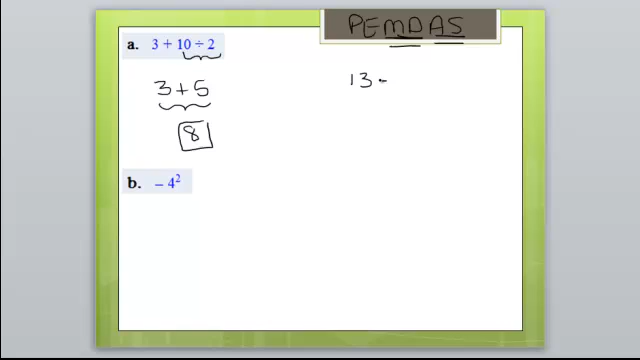 PEMDAS
a. 3 + 10 ÷ 2
3 + 5
13
8
b. – 4²